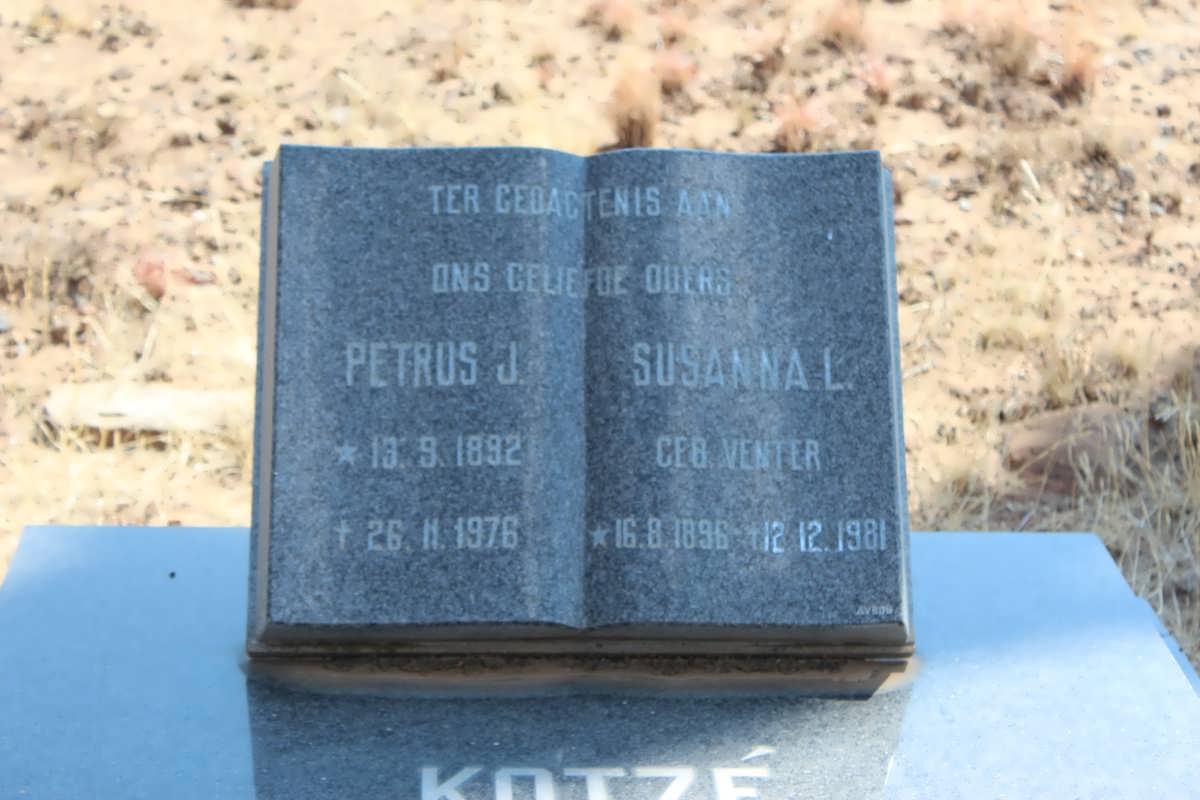 TER GEDAGTENIS AAN
ONS GELIEFDE OUERS
PETRUS J.
★ 13. 9. 1892
† 26. 11. 1976
SUSANNA L.
GEB. VENTER
★ 16.8.1896 † 12.12.1981
KOTZÉ